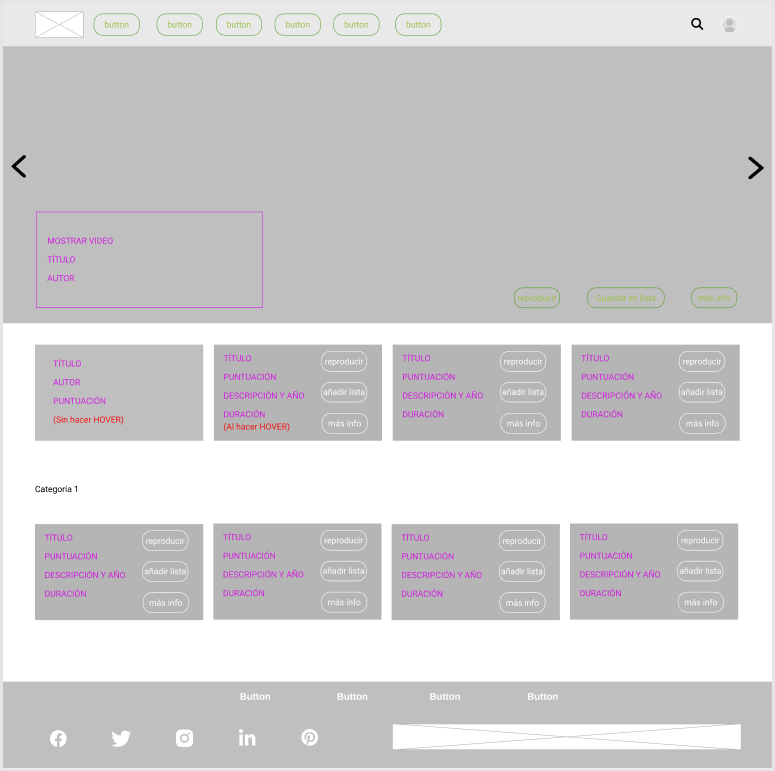 button button button button button button
MOSTRAR VIDEO
TÍTULO
AUTOR
reproducir Guardar en lista más info
TÍTULO
AUTOR
PUNTUACIÓN
(Sin hacer HOVER)
TÍTULO
PUNTUACIÓN
DESCRIPCIÓN Y AÑO
DURACIÓN
(Al hacer HOVER)
reproducir
añadir lista
más info
TÍTULO
PUNTUACIÓN
DESCRIPCIÓN Y AÑO
DURACIÓN
reproducir
añadir lista
más info
TÍTULO
PUNTUACIÓN
DESCRIPCIÓN Y AÑO
DURACIÓN
reproducir
añadir lista
más info
Categoría 1
TÍTULO
PUNTUACIÓN
DESCRIPCIÓN Y AÑO
DURACIÓN
reproducir
añadir lista
más info
TÍTULO
PUNTUACIÓN
DESCRIPCIÓN Y AÑO
DURACIÓN
reproducir
añadir lista
más info
TÍTULO
PUNTUACIÓN
DESCRIPCIÓN Y AÑO
DURACIÓN
reproducir
añadir lista
más info
TÍTULO
PUNTUACIÓN
DESCRIPCIÓN Y AÑO
DURACIÓN
reproducir
añadir lista
más info
Button Button Button Button